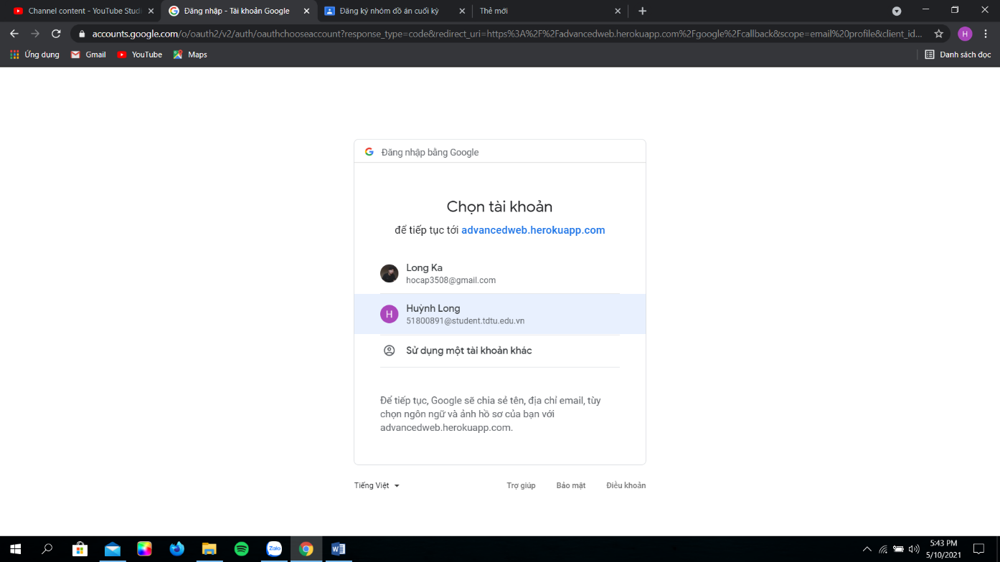 Channel content - YouTube Studi
Đăng nhập - Tài khoản Google
Đăng ký nhóm đồ án cuối kỳ
Thẻ mới
accounts.google.com/o/oauth2/v2/auth/oauthchooseaccount?response_type=code&redirect_uri=https%3A%2F%2Fadvancedweb.herokuapp.com%2Fgoogle%2Fcallback&scope=email%20profile&client_id...
H
Ứng dụng
Gmail
YouTube
Maps
Danh sách đọc
Đăng nhập bằng Google
Chọn tài khoản
để tiếp tục tới advancedweb.herokuapp.com
Long Ka
hocap3508@gmail.com
H
Huỳnh Long
51800891@student.tdtu.edu.vn
Sử dụng một tài khoản khác
Để tiếp tục, Google sẽ chia sẻ tên, địa chỉ email, tùy
chọn ngôn ngữ và ảnh hồ sơ của bạn với
advancedweb.herokuapp.com.
Tiếng Việt
Trợ giúp
Bảo mật
Điều khoản
Zalo
5:43 PM
5/10/2021